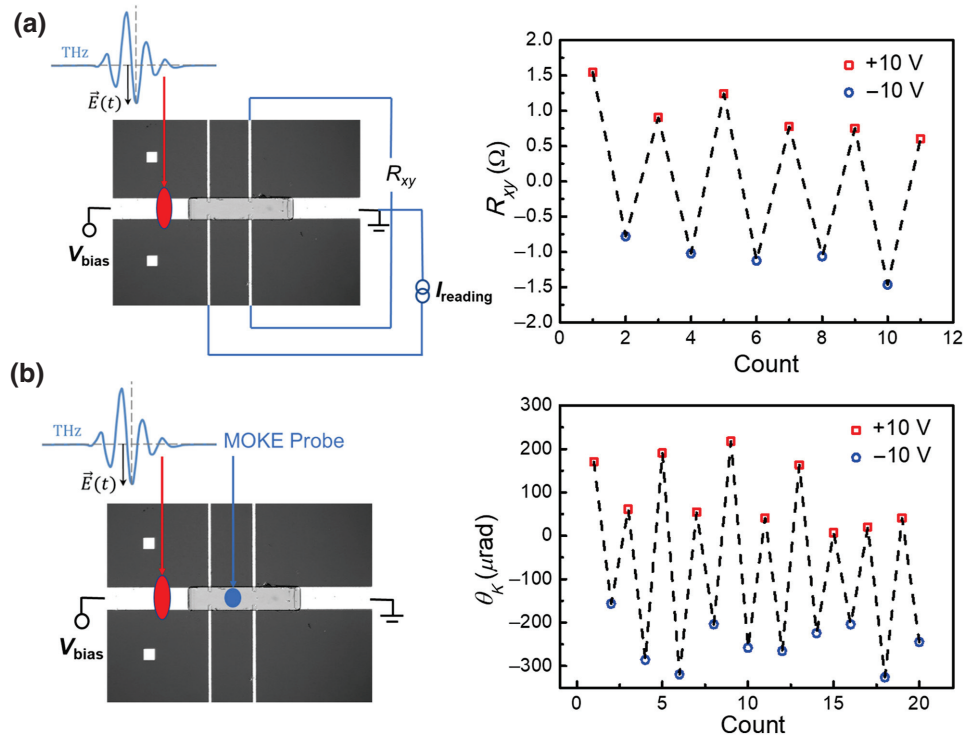 (a)
THz
E⃗(t)
V_bias
R_xy
I_reading
R_xy (Ω)
2.0
1.5
1.0
0.5
0.0
–0.5
–1.0
–1.5
–2.0
+10 V
–10 V
2 4 6 8 10 12
Count
(b)
THz
MOKE Probe
E⃗(t)
V_bias
θ_K (μrad)
300
200
100
0
–100
–200
–300
+10 V
–10 V
0 5 10 15 20
Count